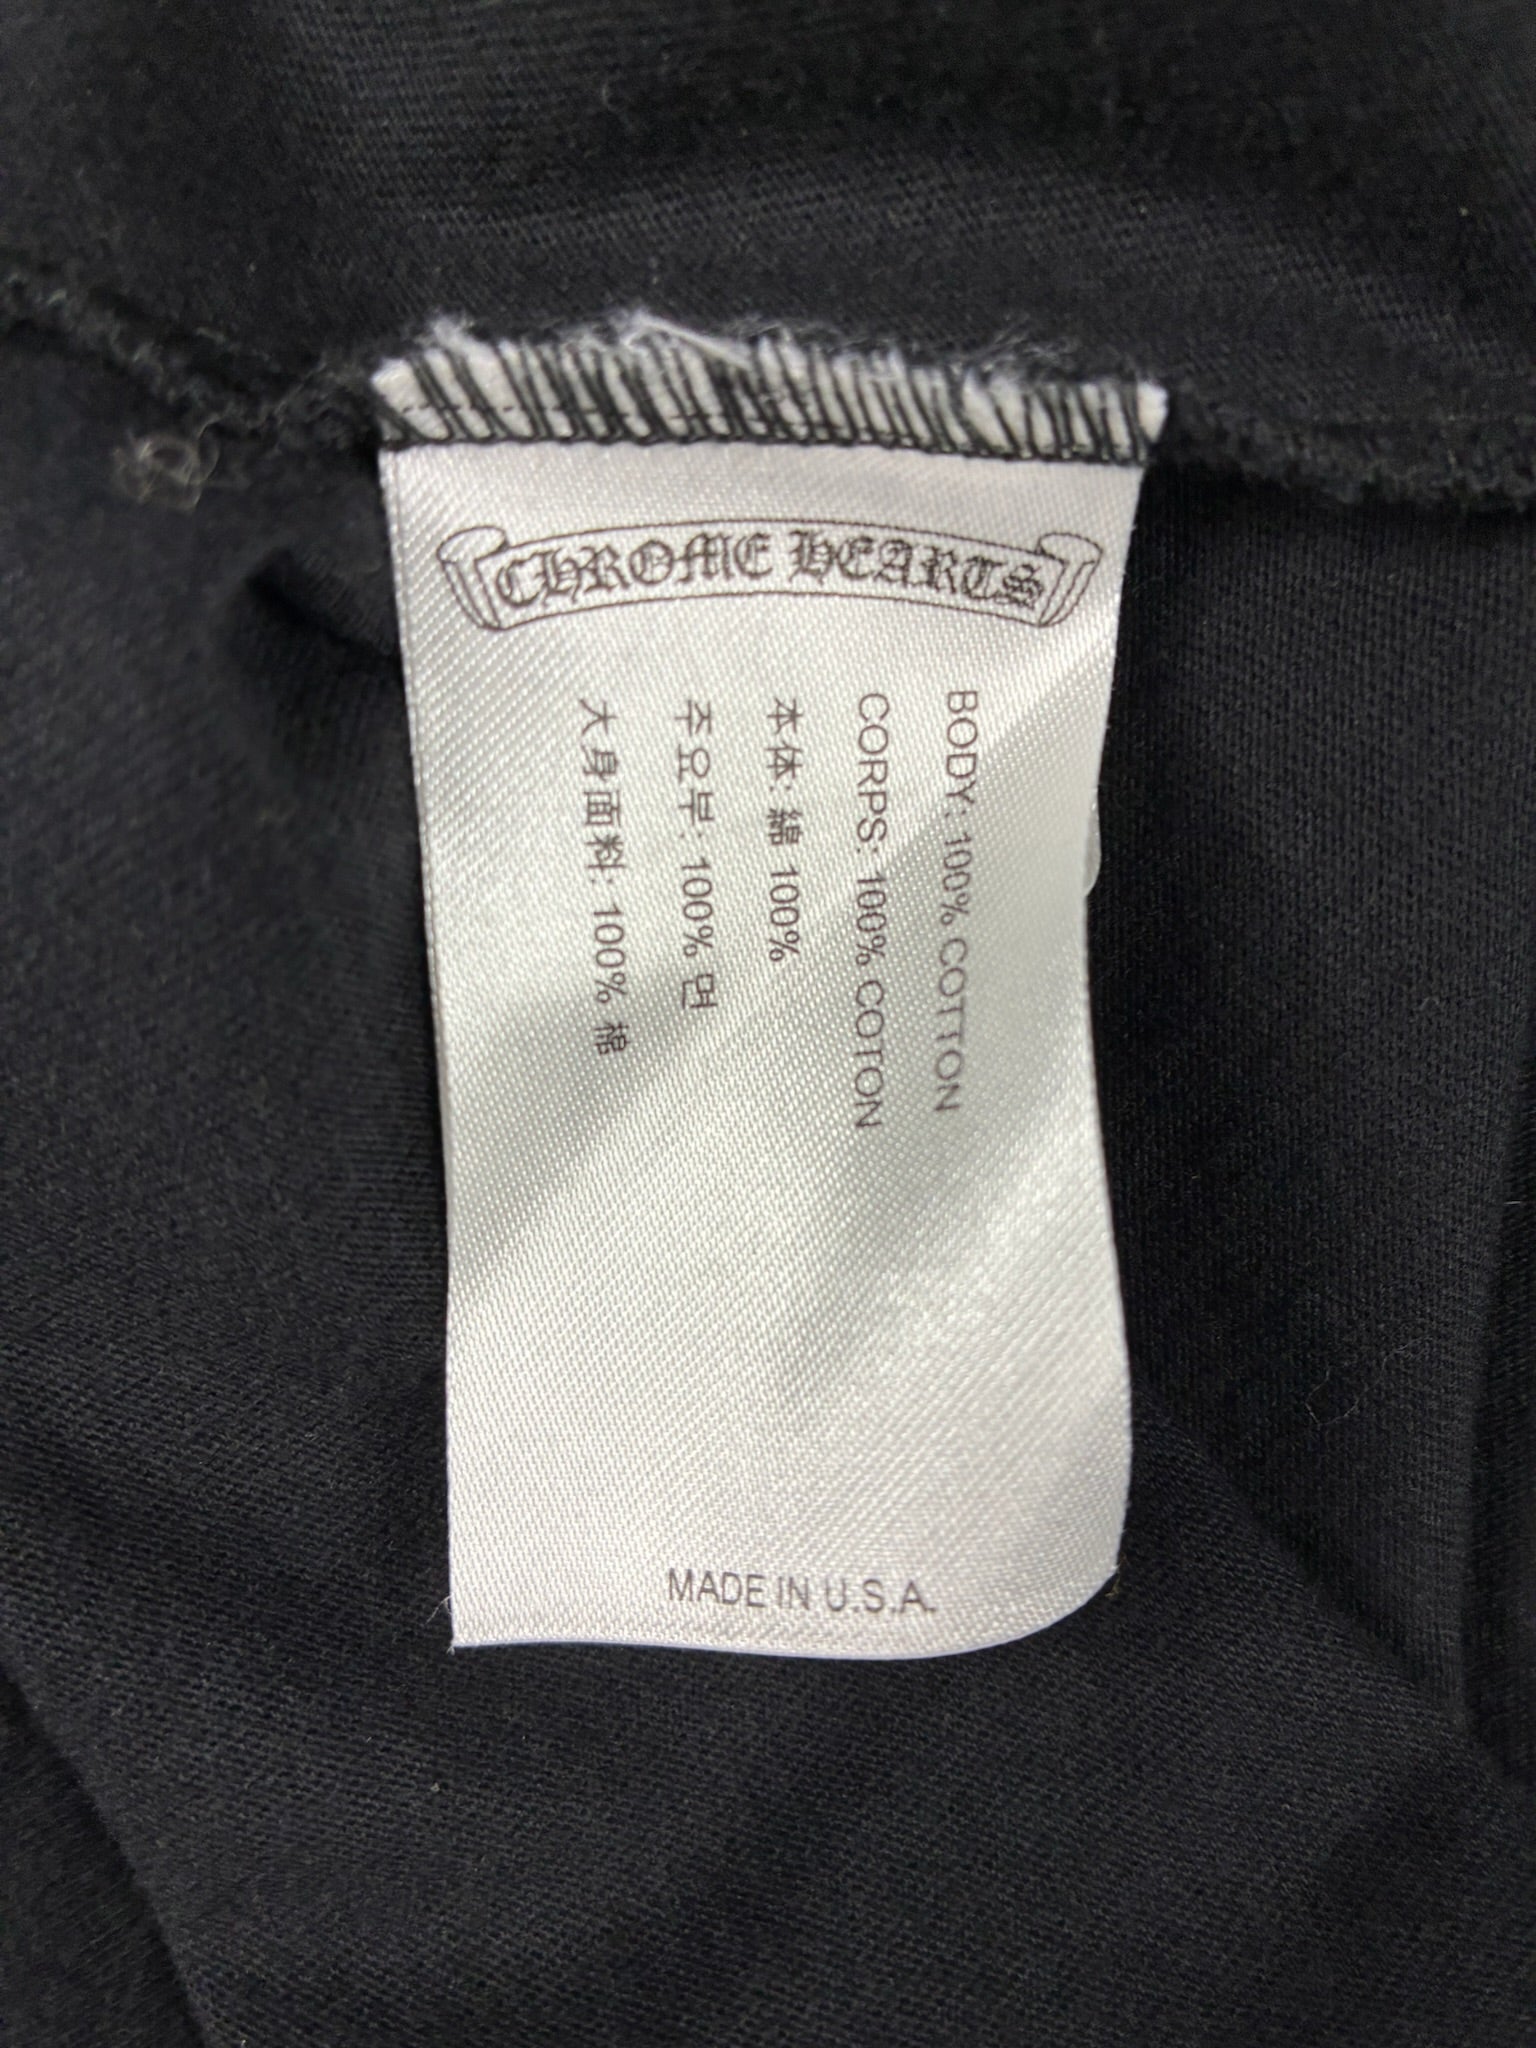 CHROME HEARTS
BODY: 100% COTTON
CORPS: 100% COTON
本体: 綿 100%
주요부: 100% 면
大身面料: 100% 棉
MADE IN U.S.A.